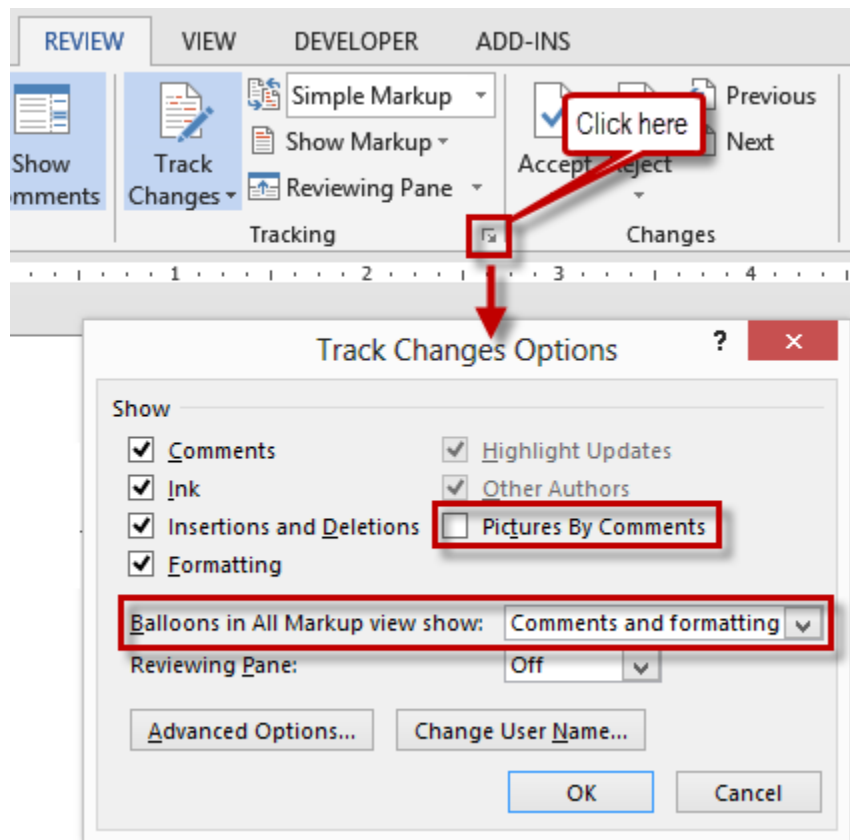 REVIEW VIEW DEVELOPER ADD-INS
Simple Markup
Show Markup
Reviewing Pane
Show
mments
Track
Changes
Click here
Accept Reject
Previous
Next
Tracking
Changes
1 2 3 4
Track Changes Options ? ×
Show
Comments Highlight Updates
Ink Other Authors
Insertions and Deletions Pictures By Comments
Formatting
Balloons in All Markup view show: Comments and formatting
Reviewing Pane: Off
Advanced Options... Change User Name...
OK Cancel